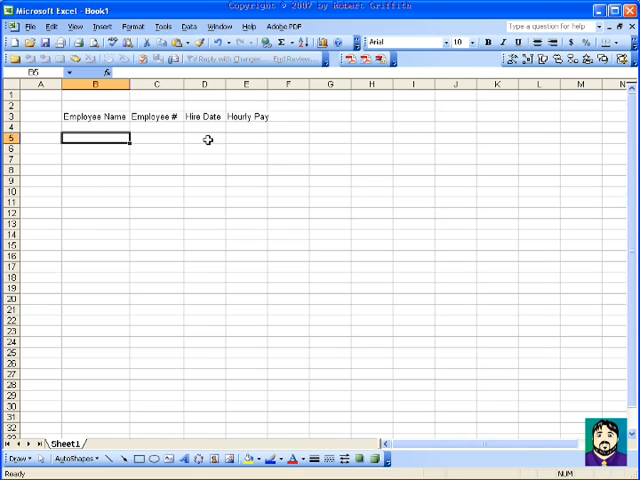 Copyright © 2007 by Robert Griffith
Microsoft Excel - Book1
File Edit View Insert Format Tools Data Window Help Adobe PDF
Type a question for help
Arial 10 B I U $ %
Reply with Changes... End Review...
B5 fx
A B C D E F G H I J K L M N
1
2
3 Employee Name Employee # Hire Date Hourly Pay
4
5
6
7
8
9
10
11
12
13
14
15
16
17
18
19
20
21
22
23
24
25
26
27
28
29
30
31
32
Sheet1
Draw AutoShapes
Ready NUM